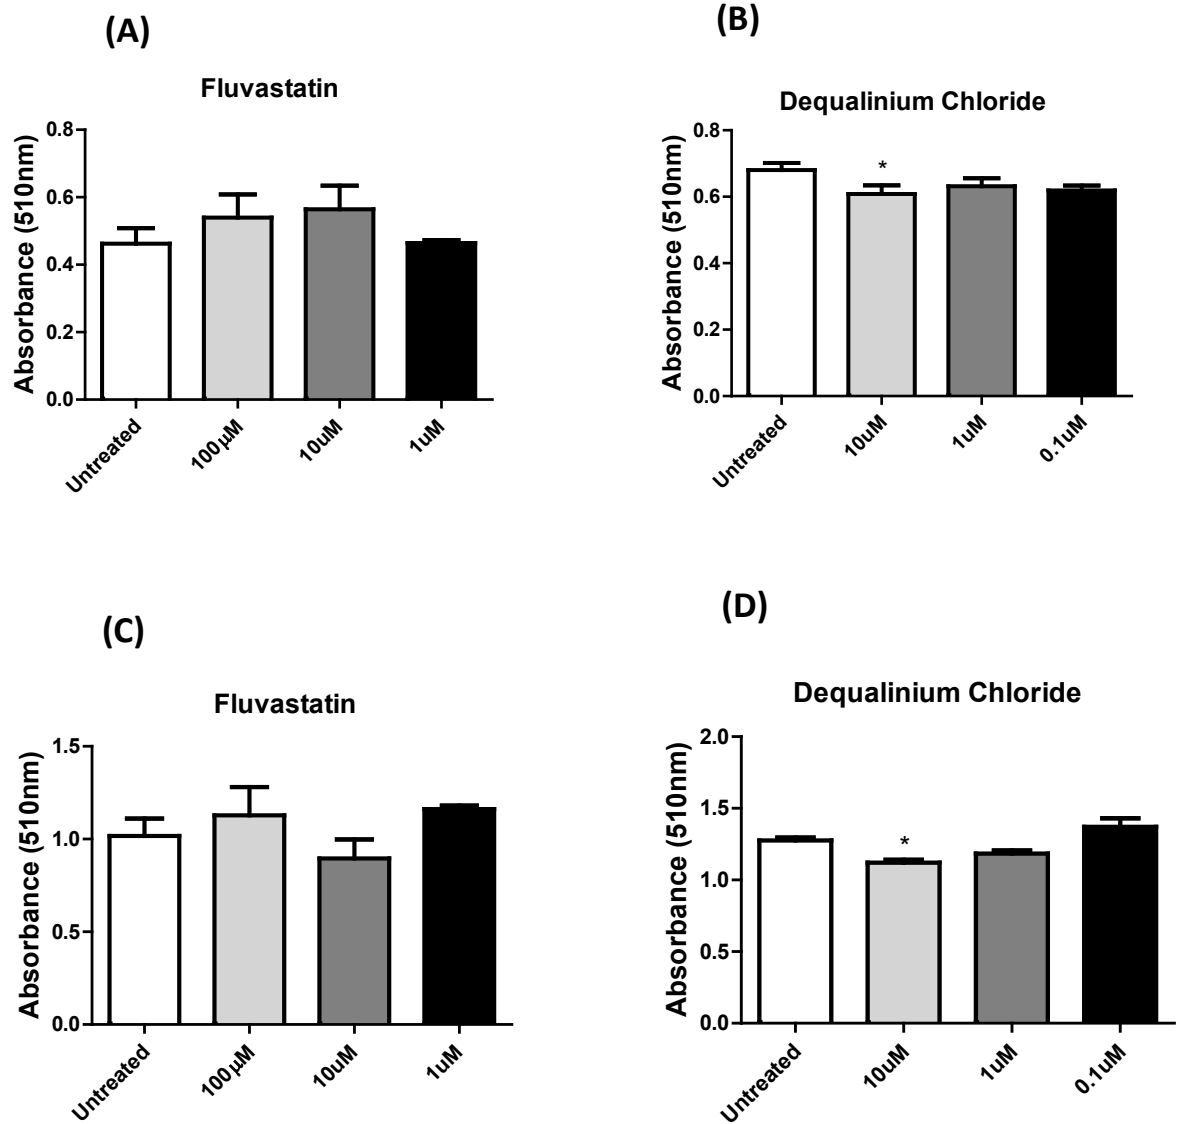 (A)
Fluvastatin
Absorbance (510nm)
0.8
0.6
0.4
0.2
0.0
Untreated
100µM
10uM
1uM
(B)
Dequalinium Chloride
Absorbance (510nm)
0.8
0.6
0.4
0.2
0.0
*
Untreated
10uM
1uM
0.1uM
(C)
Fluvastatin
Absorbance (510nm)
1.5
1.0
0.5
0.0
Untreated
100µM
10uM
1uM
(D)
Dequalinium Chloride
Absorbance (510nm)
2.0
1.5
1.0
0.5
0.0
*
Untreated
10uM
1uM
0.1uM